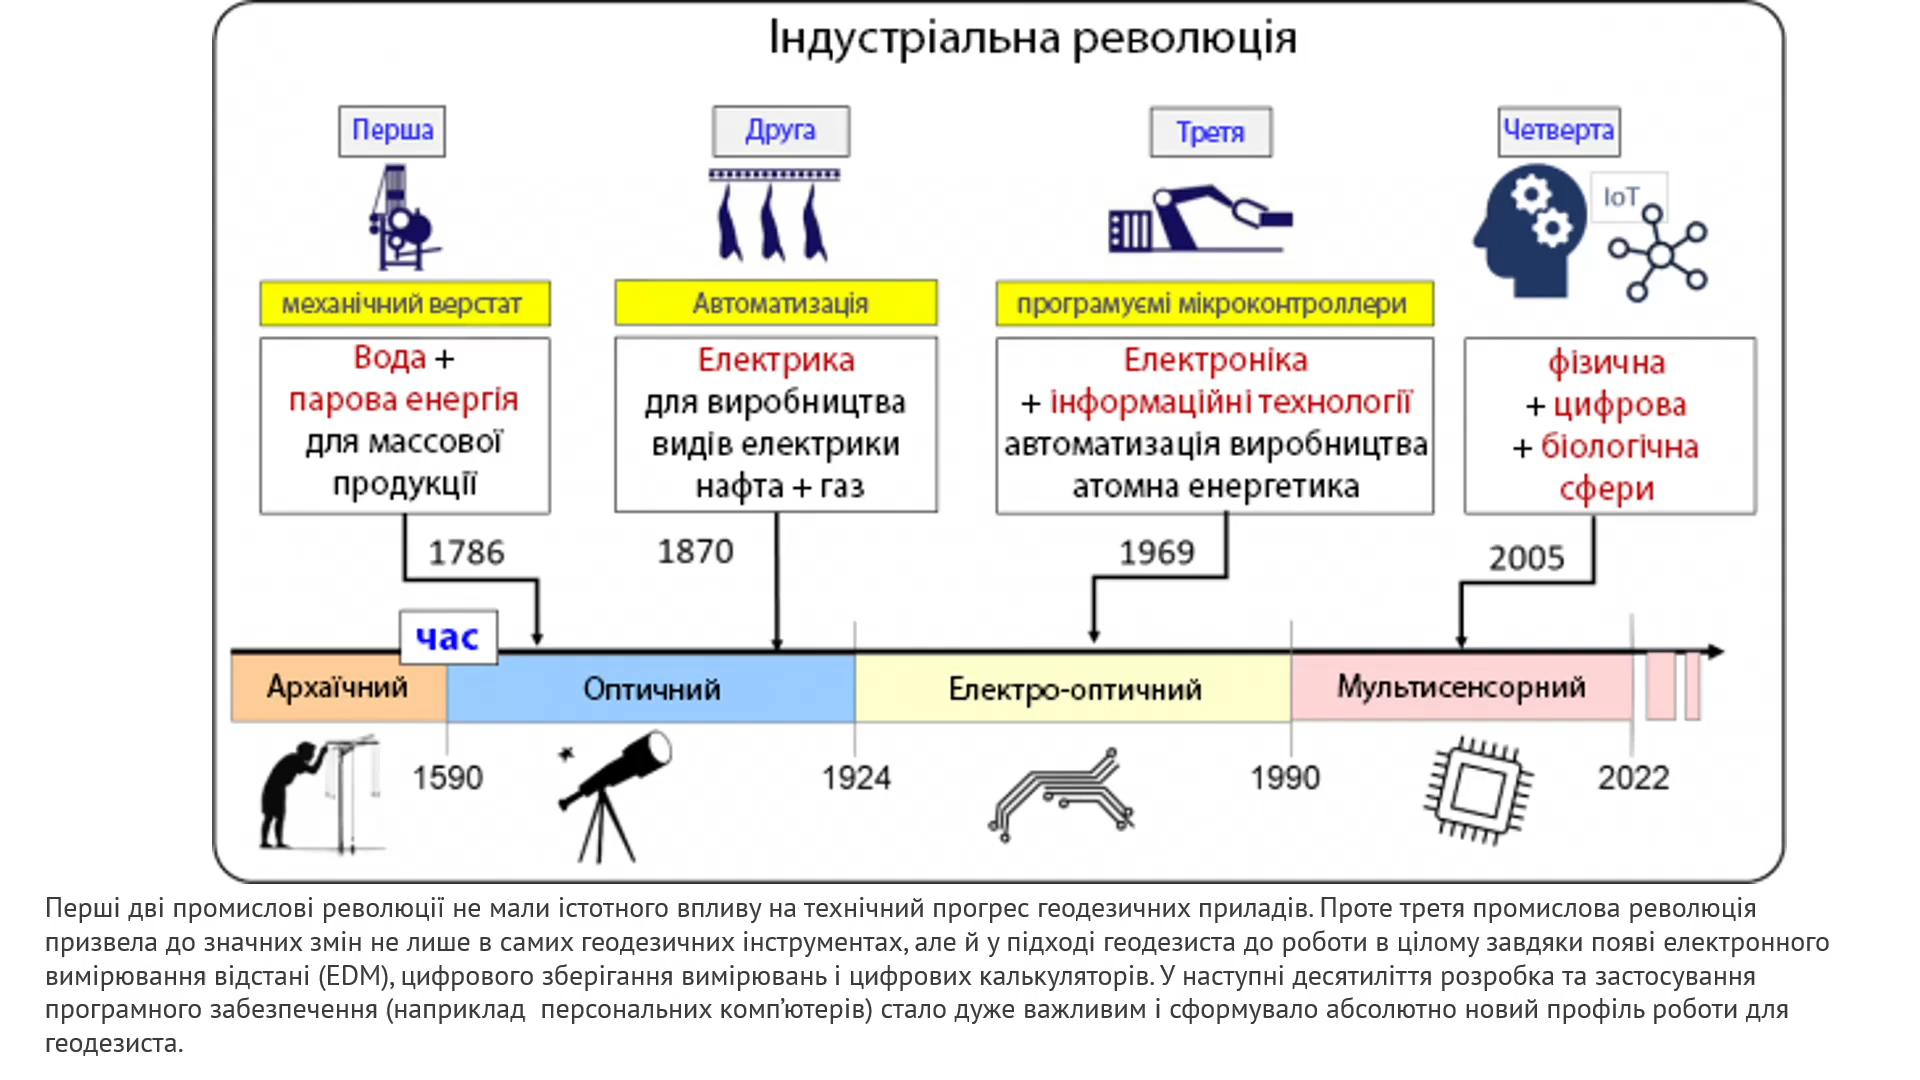 Індустріальна революція
Перша
Друга
Третя
Четверта
IoT
механічний верстат
Автоматизація
програмуємі мікроконтроллери
Вода +
парова енергія
для массової
продукції
Електрика
для виробництва
видів електрики
нафта + газ
Електроніка
+ інформаційні технології
автоматизація виробництва
атомна енергетика
фізична
+ цифрова
+ біологічна
сфери
1786
1870
1969
2005
час
Архаїчний
Оптичний
Електро-оптичний
Мультисенсорний
1590
1924
1990
2022
Перші дві промислові революції не мали істотного впливу на технічний прогрес геодезичних приладів. Проте третя промислова революція
призвела до значних змін не лише в самих геодезичних інструментах, але й у підході геодезиста до роботи в цілому завдяки появі електронного
вимірювання відстані (EDM), цифрового зберігання вимірювань і цифрових калькуляторів. У наступні десятиліття розробка та застосування
програмного забезпечення (наприклад  персональних комп’ютерів) стало дуже важливим і сформувало абсолютно новий профіль роботи для
геодезиста.